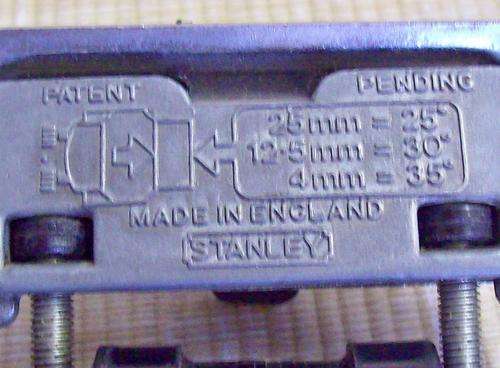 PATENT PENDING
25mm = 25°
12·5mm = 30°
4mm = 35°
MADE IN ENGLAND
STANLEY